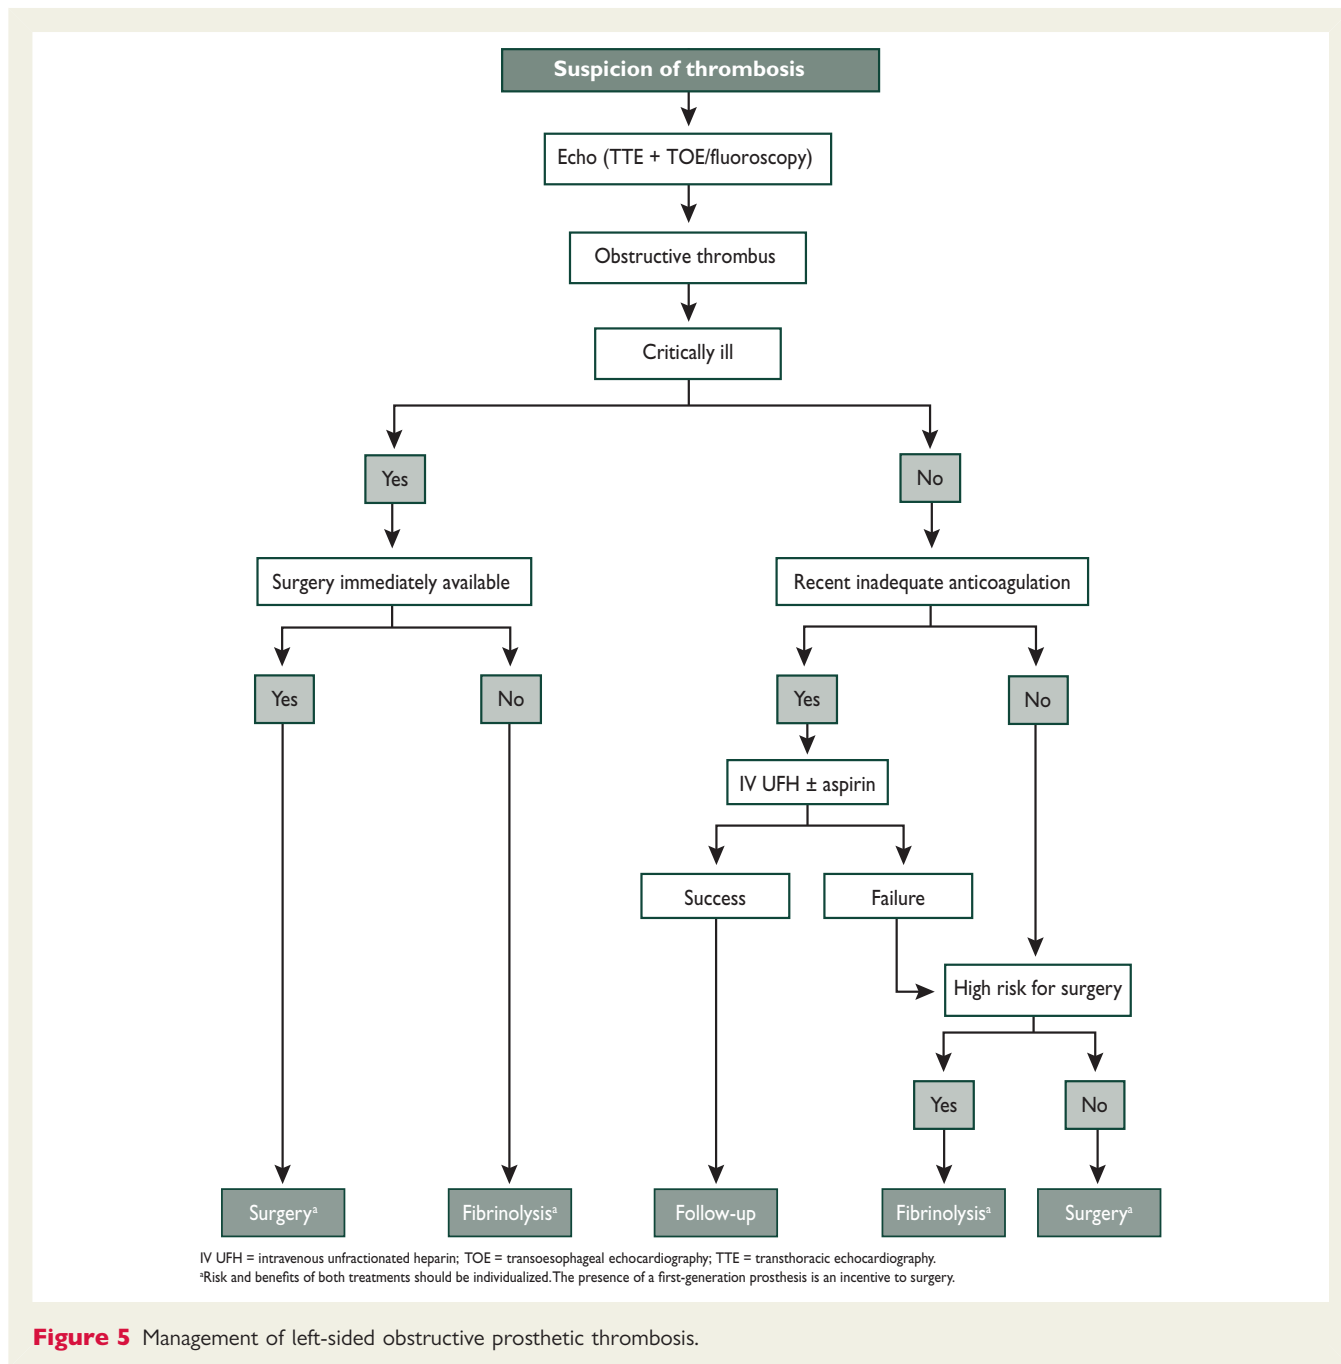 Suspicion of thrombosis
Echo (TTE + TOE/fluoroscopy)
Obstructive thrombus
Critically ill
Yes
No
Surgery immediately available
Recent inadequate anticoagulation
Yes
No
Yes
No
IV UFH ± aspirin
Success
Failure
High risk for surgery
Yes
No
Surgeryᵃ
Fibrinolysisᵃ
Follow-up
Fibrinolysisᵃ
Surgeryᵃ
IV UFH = intravenous unfractionated heparin; TOE = transoesophageal echocardiography; TTE = transthoracic echocardiography.
ᵃRisk and benefits of both treatments should be individualized. The presence of a first-generation prosthesis is an incentive to surgery.
Figure 5 Management of left-sided obstructive prosthetic thrombosis.